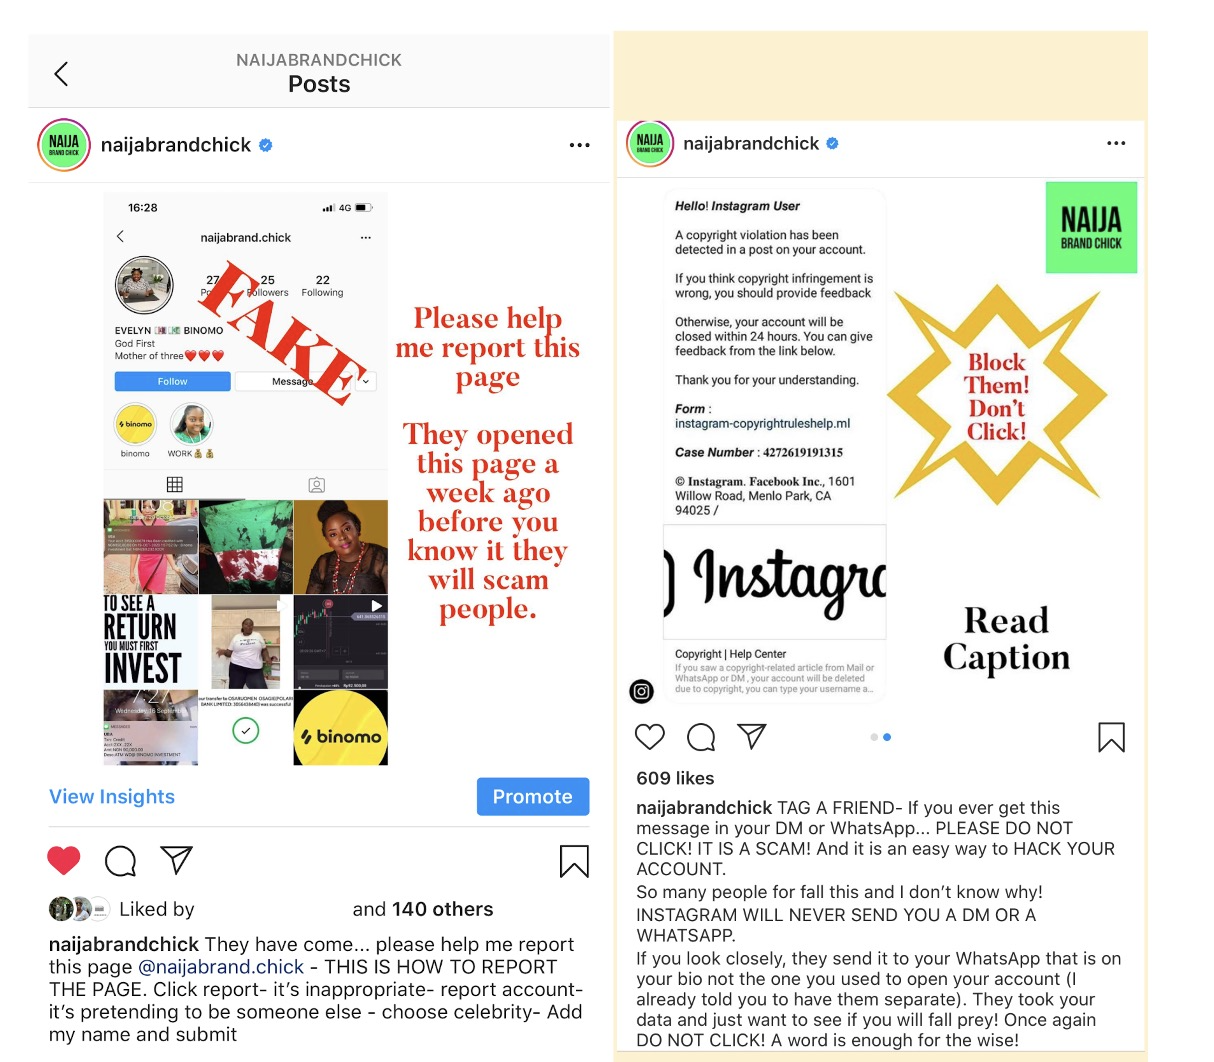 NAIJABRANDCHICK
Posts
NAIJA
BRAND CHICK
naijabrandchick
16:28
4G
naijabrand.chick
27
25
22
Followers
Following
EVELYN BINOMO
God First
Mother of three
Follow
Message
FAKE
binomo
binomo
WORK
TO SEE A
RETURN
YOU MUST FIRST
INVEST
7:27
Wednesday, 18 September
BANK LIMITED: 3056438443) was successful
binomo
Please help
me report this
page
They opened
this page a
week ago
before you
know it they
will scam
people.
View Insights
Promote
Liked by and 140 others
naijabrandchick They have come... please help me report
this page @naijabrand.chick - THIS IS HOW TO REPORT
THE PAGE. Click report- it's inappropriate- report account-
it's pretending to be someone else - choose celebrity- Add
my name and submit
NAIJA
BRAND CHICK
naijabrandchick
Hello! Instagram User
A copyright violation has been
detected in a post on your account.
If you think copyright infringement is
wrong, you should provide feedback
Otherwise, your account will be
closed within 24 hours. You can give
feedback from the link below.
Thank you for your understanding.
Form :
instagram-copyrightruleshelp.ml
Case Number : 4272619191315
© Instagram. Facebook Inc., 1601
Willow Road, Menlo Park, CA
94025 /
Instagra
Copyright | Help Center
If you saw a copyright-related article from Mail or
WhatsApp or DM , your account will be deleted
due to copyright, you can type your username a...
NAIJA
BRAND CHICK
Block
Them!
Don't
Click!
Read
Caption
609 likes
naijabrandchick TAG A FRIEND- If you ever get this
message in your DM or WhatsApp... PLEASE DO NOT
CLICK! IT IS A SCAM! And it is an easy way to HACK YOUR
ACCOUNT.
So many people for fall this and I don't know why!
INSTAGRAM WILL NEVER SEND YOU A DM OR A
WHATSAPP.
If you look closely, they send it to your WhatsApp that is on
your bio not the one you used to open your account (I
already told you to have them separate). They took your
data and just want to see if you will fall prey! Once again
DO NOT CLICK! A word is enough for the wise!